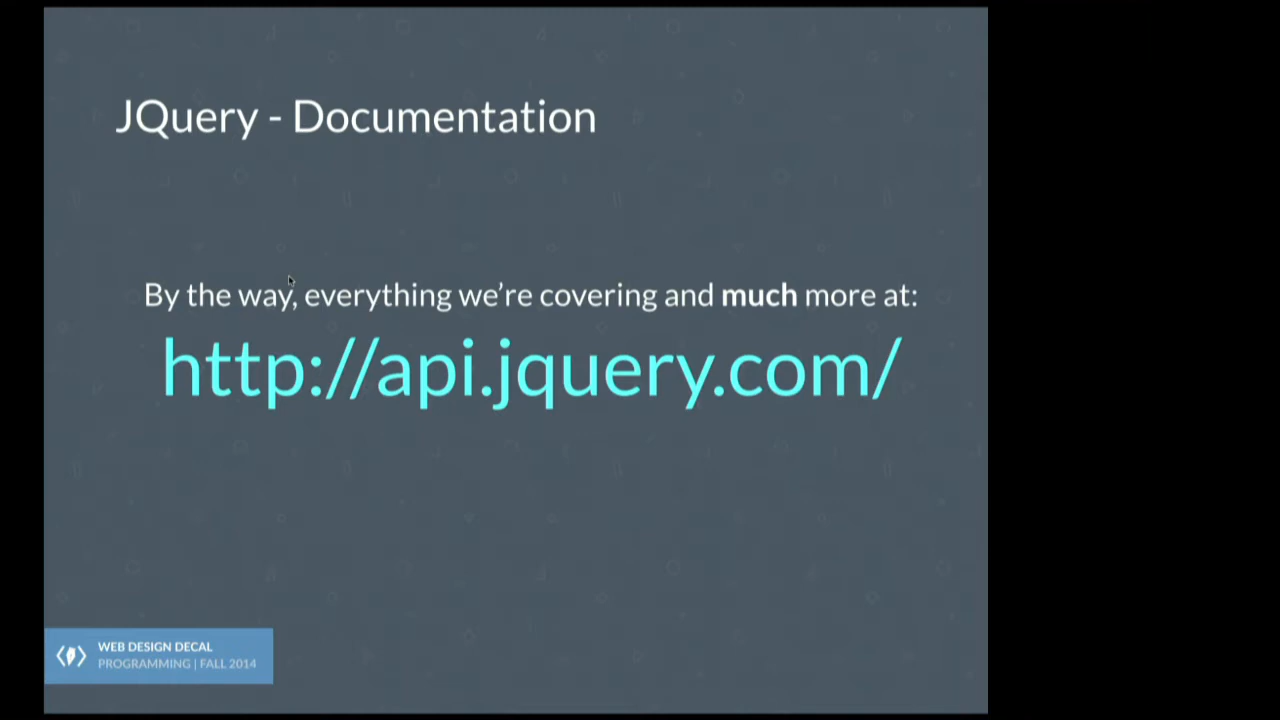 JQuery - Documentation
By the way, everything we’re covering and much more at:
http://api.jquery.com/
WEB DESIGN DECAL
PROGRAMMING | FALL 2014